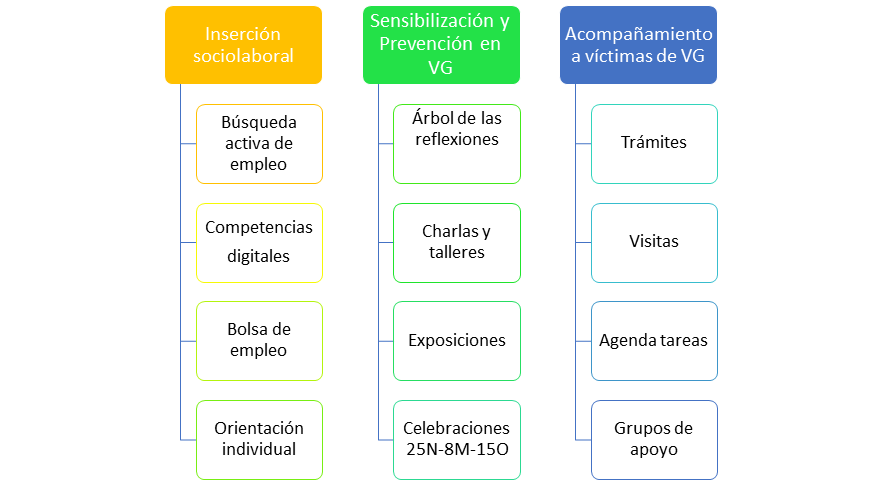 Inserción
sociolaboral
Búsqueda
activa de
empleo
Competencias
digitales
Bolsa de
empleo
Orientación
individual
Sensibilización y
Prevención en
VG
Árbol de las
reflexiones
Charlas y
talleres
Exposiciones
Celebraciones
25N-8M-15O
Acompañamiento
a víctimas de VG
Trámites
Visitas
Agenda tareas
Grupos de
apoyo